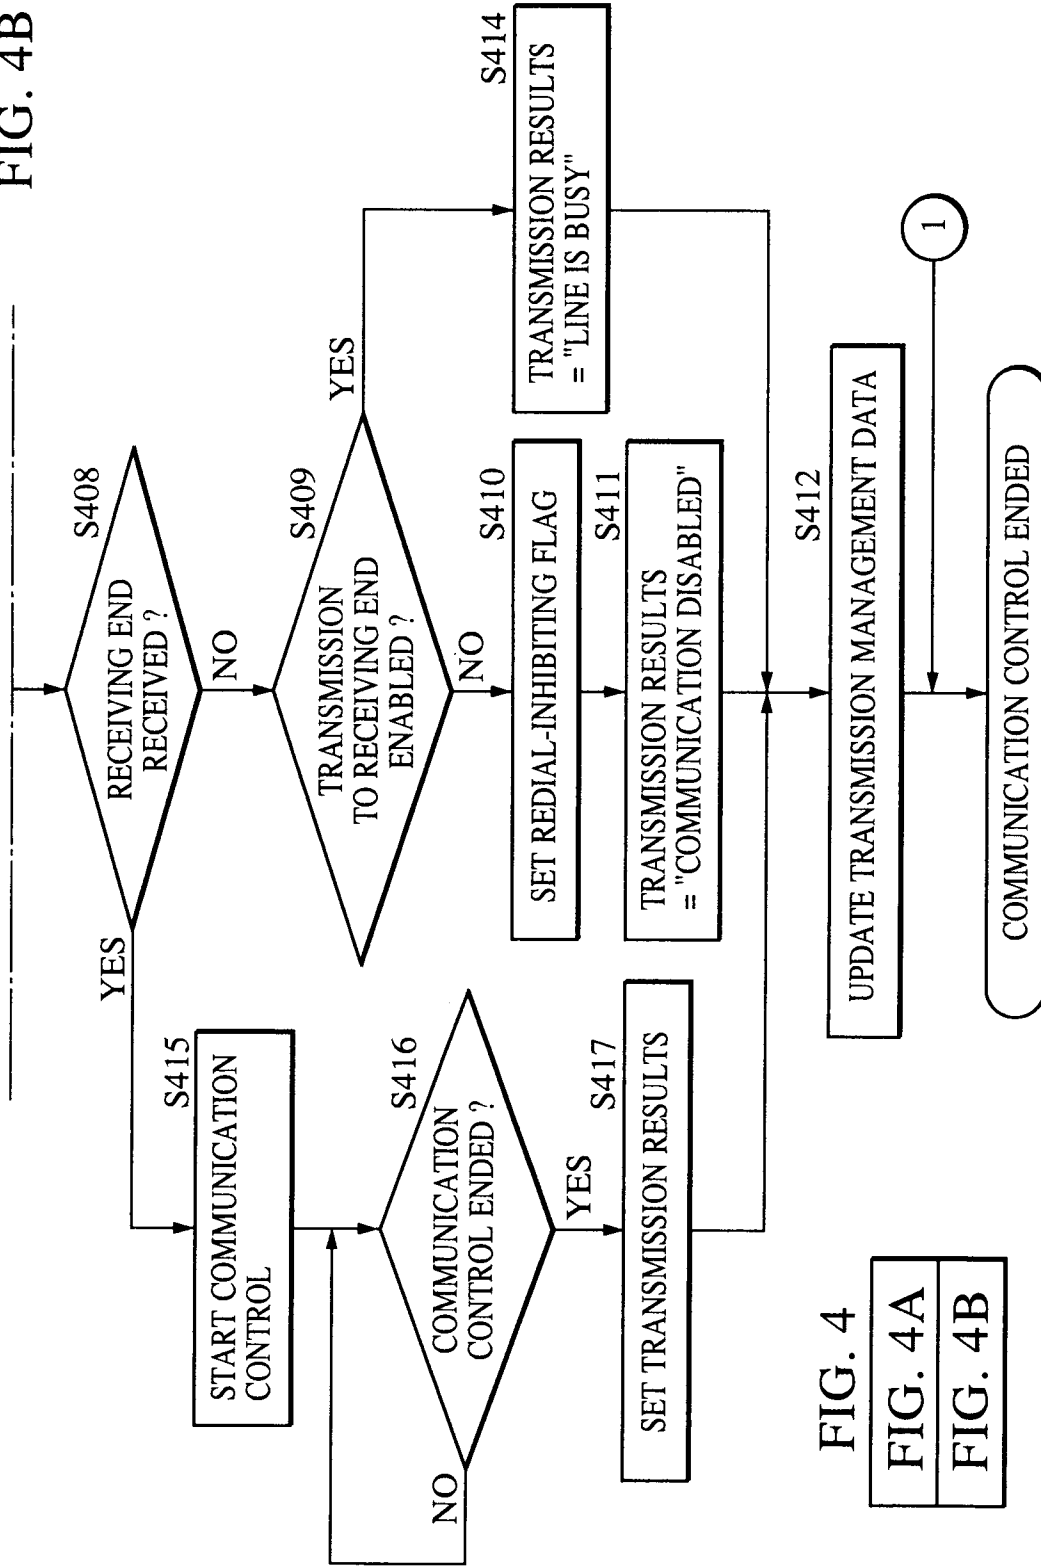 FIG. 4B
S408
RECEIVING END
RECEIVED ?
YES
NO
S415
START COMMUNICATION
CONTROL
S409
TRANSMISSION
TO RECEIVING END
ENABLED ?
YES
NO
S416
COMMUNICATION
CONTROL ENDED ?
NO
YES
S410
SET REDIAL-INHIBITING FLAG
S414
TRANSMISSION RESULTS
= "LINE IS BUSY"
S417
SET TRANSMISSION RESULTS
S411
TRANSMISSION RESULTS
= "COMMUNICATION DISABLED"
S412
UPDATE TRANSMISSION MANAGEMENT DATA
1
COMMUNICATION CONTROL ENDED
FIG. 4
FIG. 4A
FIG. 4B